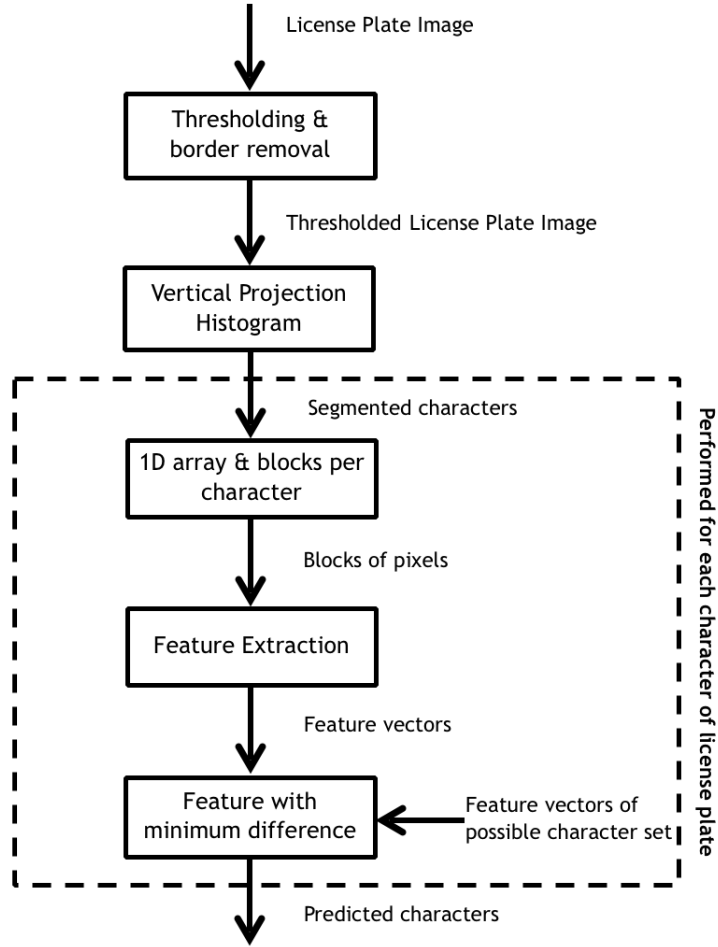 License Plate Image
Thresholding &
border removal
Thresholded License Plate Image
Vertical Projection
Histogram
Segmented characters
1D array & blocks per
character
Blocks of pixels
Feature Extraction
Feature vectors
Feature with
minimum difference
Feature vectors of
possible character set
Predicted characters
Performed for each character of license plate